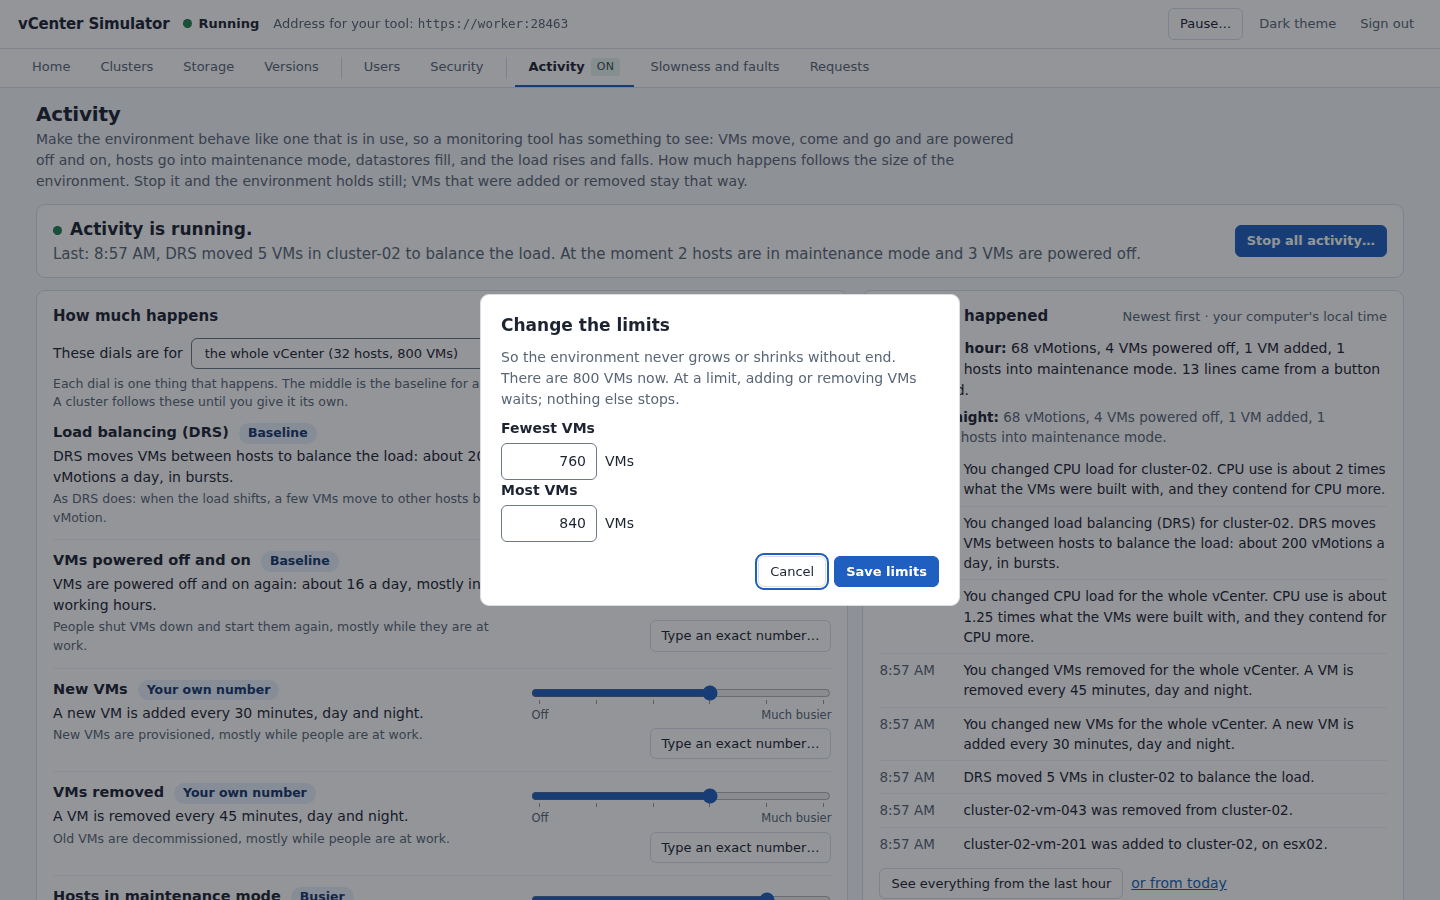 vCenter Simulator
Running
Address for your tool: https://worker:28463
Pause…
Dark theme
Sign out
Home
Clusters
Storage
Versions
Users
Security
Activity ON
Slowness and faults
Requests
Activity
Make the environment behave like one that is in use, so a monitoring tool has something to see: VMs move, come and go and are powered
off and on, hosts go into maintenance mode, datastores fill, and the load rises and falls. How much happens follows the size of the
environment. Stop it and the environment holds still; VMs that were added or removed stay that way.
Activity is running.
Last: 8:57 AM, DRS moved 5 VMs in cluster-02 to balance the load. At the moment 2 hosts are in maintenance mode and 3 VMs are powered off.
Stop all activity…
How much happens
These dials are for
the whole vCenter (32 hosts, 800 VMs)
Each dial is one thing that happens. The middle is the baseline for a
A cluster follows these until you give it its own.
Load balancing (DRS) Baseline
DRS moves VMs between hosts to balance the load: about 20
vMotions a day, in bursts.
As DRS does: when the load shifts, a few VMs move to other hosts b
vMotion.
VMs powered off and on Baseline
VMs are powered off and on again: about 16 a day, mostly in
working hours.
People shut VMs down and start them again, mostly while they are at
work.
Type an exact number…
New VMs Your own number
A new VM is added every 30 minutes, day and night.
New VMs are provisioned, mostly while people are at work.
Off
Much busier
Type an exact number…
VMs removed Your own number
A VM is removed every 45 minutes, day and night.
Old VMs are decommissioned, mostly while people are at work.
Off
Much busier
Type an exact number…
Hosts in maintenance mode Busier
Change the limits
So the environment never grows or shrinks without end.
There are 800 VMs now. At a limit, adding or removing VMs
waits; nothing else stops.
Fewest VMs
760 VMs
Most VMs
840 VMs
Cancel
Save limits
happened
Newest first · your computer's local time
hour: 68 vMotions, 4 VMs powered off, 1 VM added, 1
hosts into maintenance mode. 13 lines came from a button
d.
night: 68 vMotions, 4 VMs powered off, 1 VM added, 1
hosts into maintenance mode.
You changed CPU load for cluster-02. CPU use is about 2 times
what the VMs were built with, and they contend for CPU more.
You changed load balancing (DRS) for cluster-02. DRS moves
VMs between hosts to balance the load: about 200 vMotions a
day, in bursts.
You changed CPU load for the whole vCenter. CPU use is about
1.25 times what the VMs were built with, and they contend for
CPU more.
8:57 AM You changed VMs removed for the whole vCenter. A VM is
removed every 45 minutes, day and night.
8:57 AM You changed new VMs for the whole vCenter. A new VM is
added every 30 minutes, day and night.
8:57 AM DRS moved 5 VMs in cluster-02 to balance the load.
8:57 AM cluster-02-vm-043 was removed from cluster-02.
8:57 AM cluster-02-vm-201 was added to cluster-02, on esx02.
See everything from the last hour
or from today